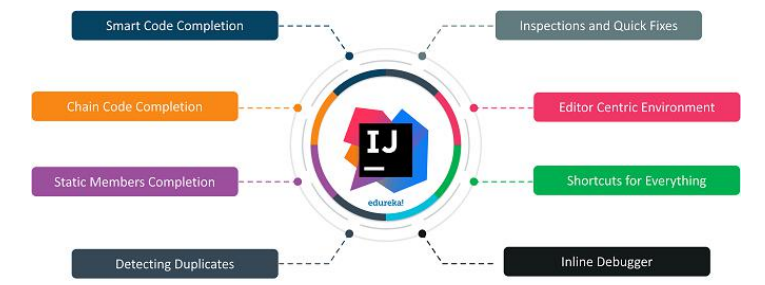 Smart Code Completion
Inspections and Quick Fixes
Chain Code Completion
Editor Centric Environment
IJ
Static Members Completion
Shortcuts for Everything
edureka!
Detecting Duplicates
Inline Debugger